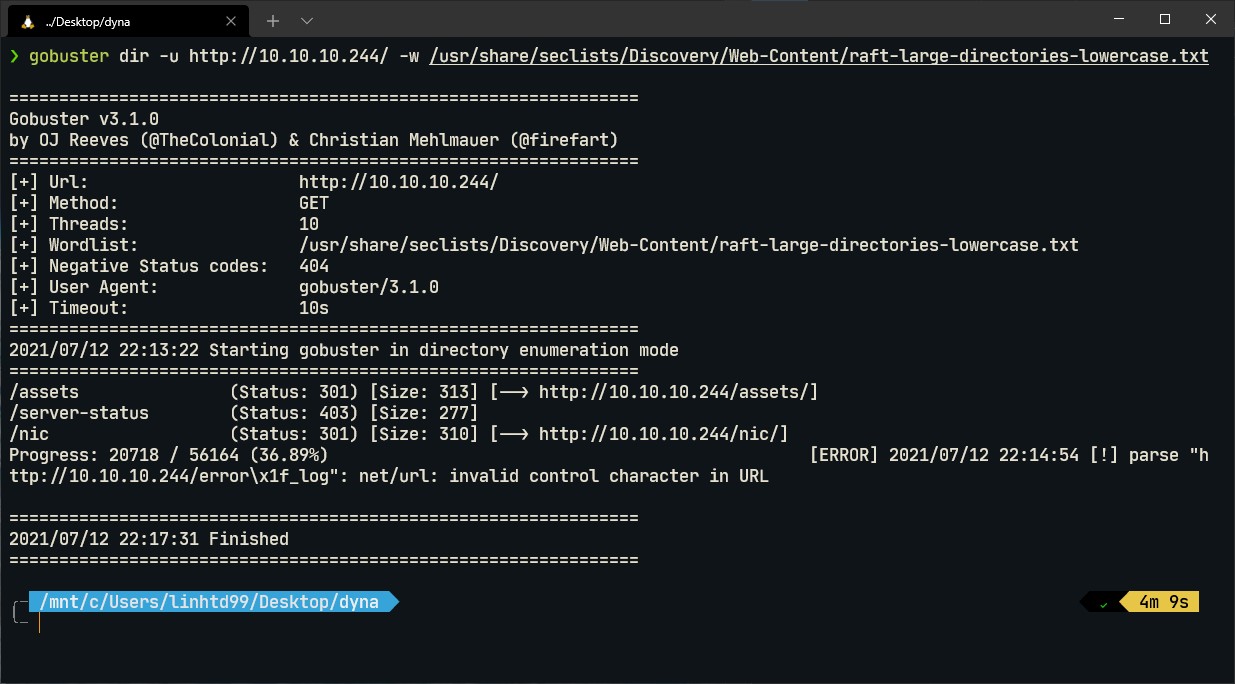 ../Desktop/dyna
❯ gobuster dir -u http://10.10.10.244/ -w /usr/share/seclists/Discovery/Web-Content/raft-large-directories-lowercase.txt
===============================================================
Gobuster v3.1.0
by OJ Reeves (@TheColonial) & Christian Mehlmauer (@firefart)
===============================================================
[+] Url:                     http://10.10.10.244/
[+] Method:                  GET
[+] Threads:                 10
[+] Wordlist:                /usr/share/seclists/Discovery/Web-Content/raft-large-directories-lowercase.txt
[+] Negative Status codes:   404
[+] User Agent:              gobuster/3.1.0
[+] Timeout:                 10s
===============================================================
2021/07/12 22:13:22 Starting gobuster in directory enumeration mode
===============================================================
/assets               (Status: 301) [Size: 313] [--> http://10.10.10.244/assets/]
/server-status        (Status: 403) [Size: 277]
/nic                  (Status: 301) [Size: 310] [--> http://10.10.10.244/nic/]
Progress: 20718 / 56164 (36.89%)                                                [ERROR] 2021/07/12 22:14:54 [!] parse "h
ttp://10.10.10.244/error\x1f_log": net/url: invalid control character in URL
===============================================================
2021/07/12 22:17:31 Finished
===============================================================
/mnt/c/Users/linhtd99/Desktop/dyna ✓ 4m 9s